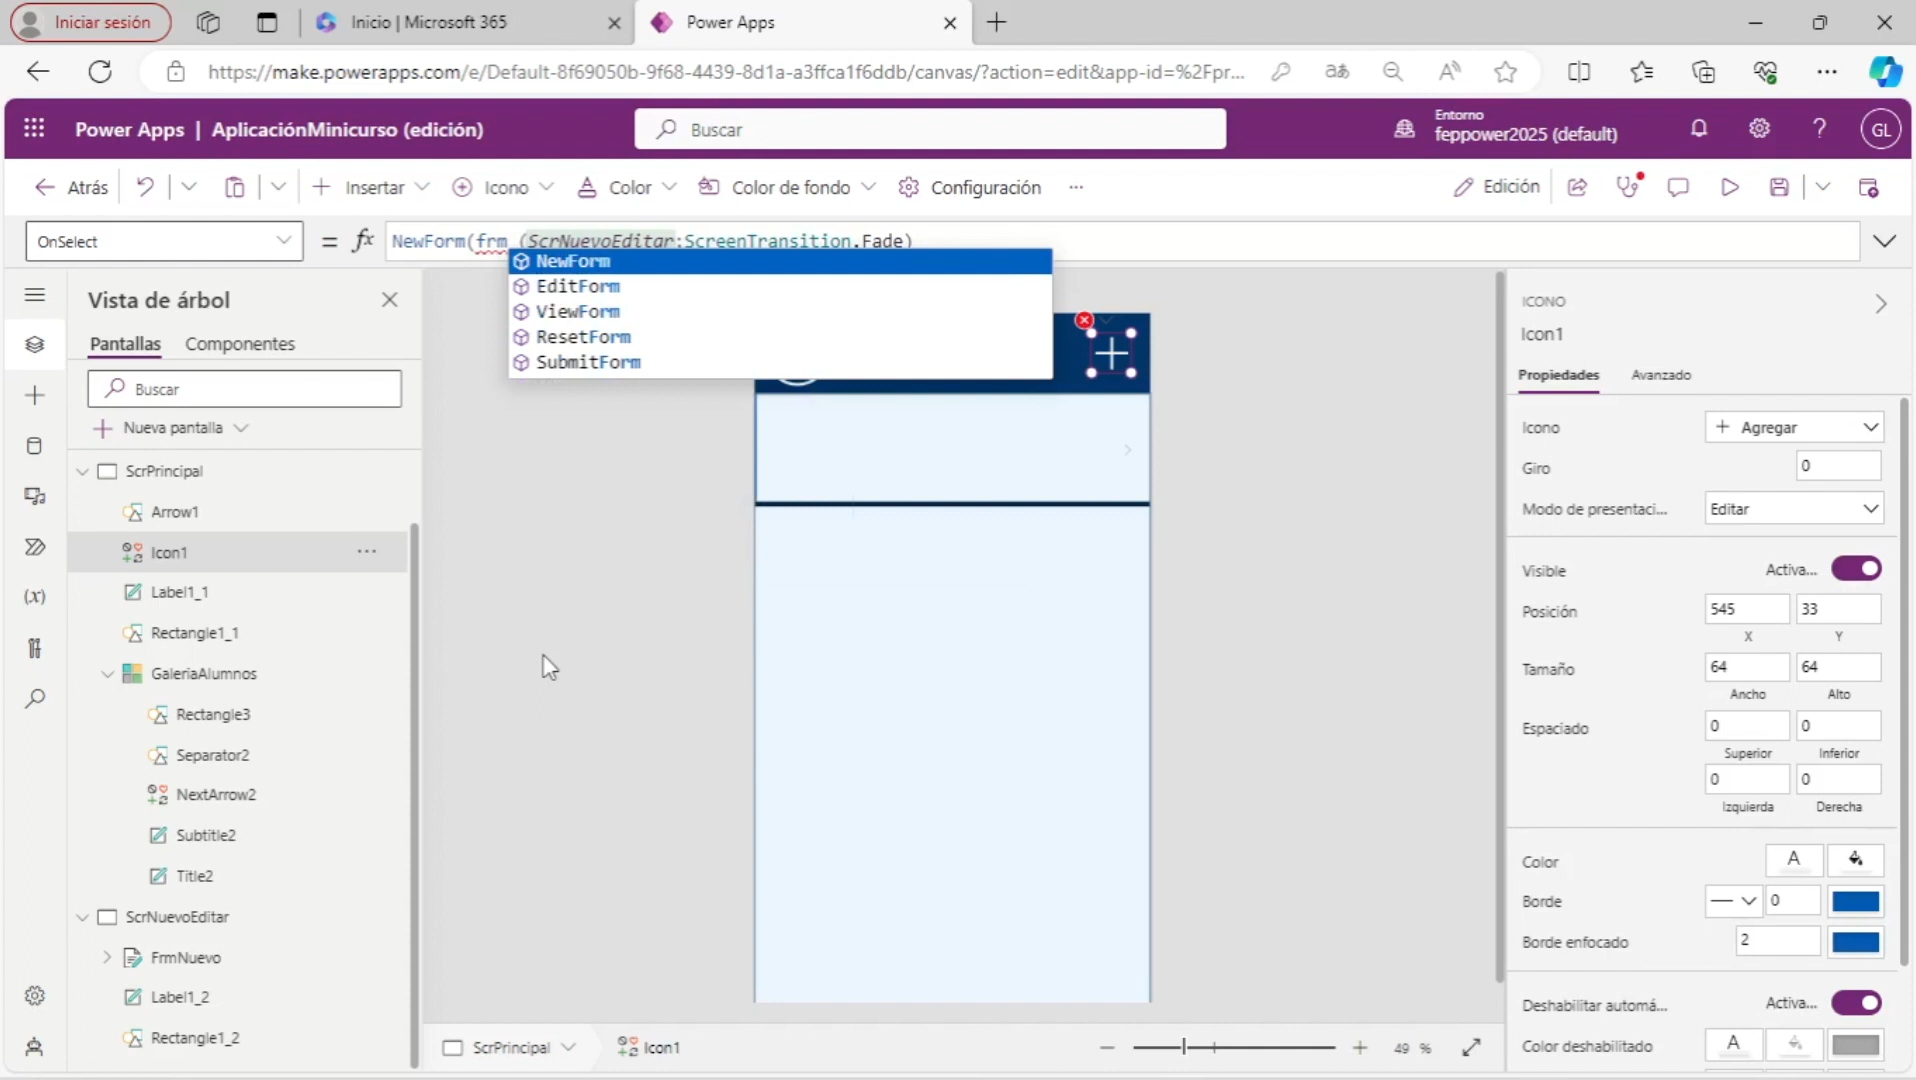 Iniciar sesión
Inicio | Microsoft 365
Power Apps
https://make.powerapps.com/e/Default-8f69050b-9f68-4439-8d1a-a3ffca1f6ddb/canvas/?action=edit&app-id=%2Fpr...
aあ
Power Apps | AplicaciónMinicurso (edición)
Buscar
Entorno
feppower2025 (default)
GL
Atrás
Insertar
Icono
Color
Color de fondo
Configuración
Edición
OnSelect
= fx NewForm(frm (ScrNuevoEditar;ScreenTransition.Fade)
NewForm
EditForm
ViewForm
ResetForm
SubmitForm
Vista de árbol
Pantallas
Componentes
Buscar
Nueva pantalla
ScrPrincipal
Arrow1
Icon1
Label1_1
Rectangle1_1
GaleriaAlumnos
Rectangle3
Separator2
NextArrow2
Subtitle2
Title2
ScrNuevoEditar
FrmNuevo
Label1_2
Rectangle1_2
ScrPrincipal
Icon1
49 %
ICONO
Icon1
Propiedades
Avanzado
Icono
Agregar
Giro
0
Modo de presentaci...
Editar
Visible
Activa...
Posición
545
33
X
Y
Tamaño
64
64
Ancho
Alto
Espaciado
0
0
Superior
Inferior
0
0
Izquierda
Derecha
Color
A
Borde
0
Borde enfocado
2
Deshabilitar automá...
Activa...
Color deshabilitado
A